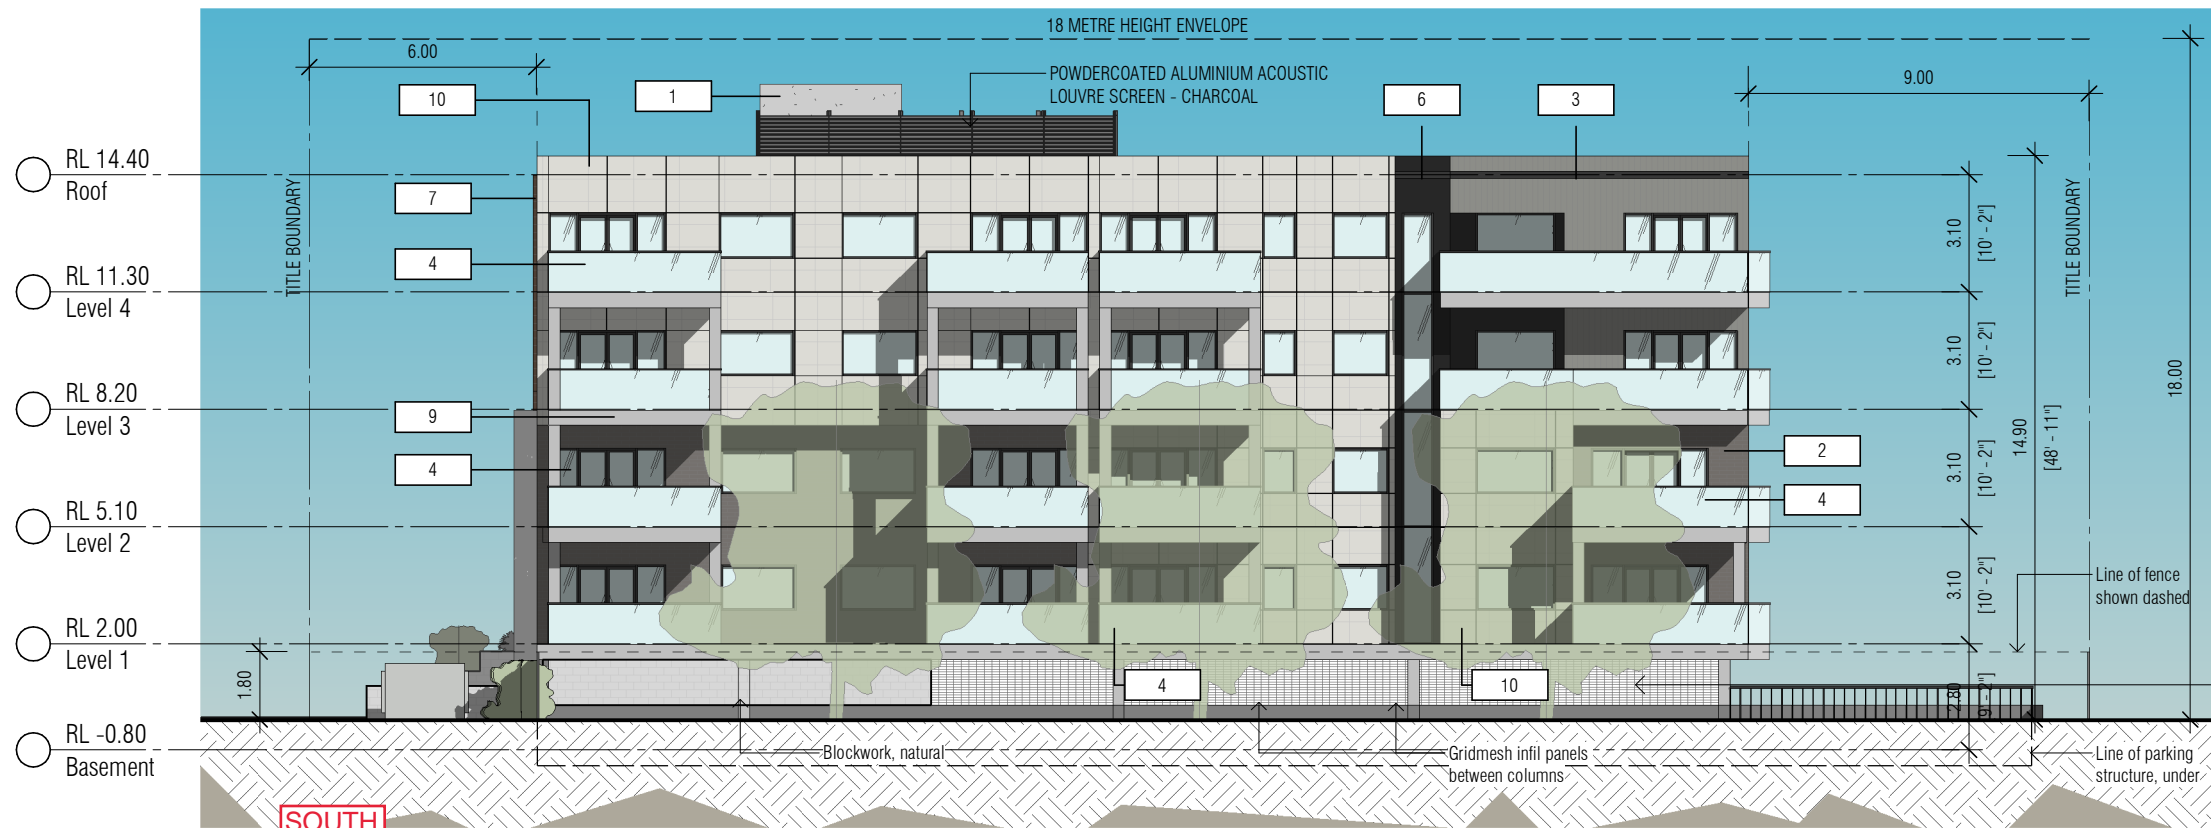 18 METRE HEIGHT ENVELOPE
6.00
9.00
POWDERCOATED ALUMINIUM ACOUSTIC
LOUVRE SCREEN - CHARCOAL
10
1
6
3
RL 14.40
Roof
7
TITLE BOUNDARY
TITLE BOUNDARY
3.10
[10' - 2"]
4
RL 11.30
Level 4
3.10
[10' - 2"]
18.00
RL 8.20
Level 3
9
4
2
4
3.10
[10' - 2"]
14.90
[48' - 11"]
RL 5.10
Level 2
3.10
[10' - 2"]
Line of fence
shown dashed
RL 2.00
Level 1
1.80
4
10
2.80
9' - 2"]
RL -0.80
Basement
Blockwork, natural
Gridmesh infil panels
between columns
Line of parking
structure, under
SOUTH